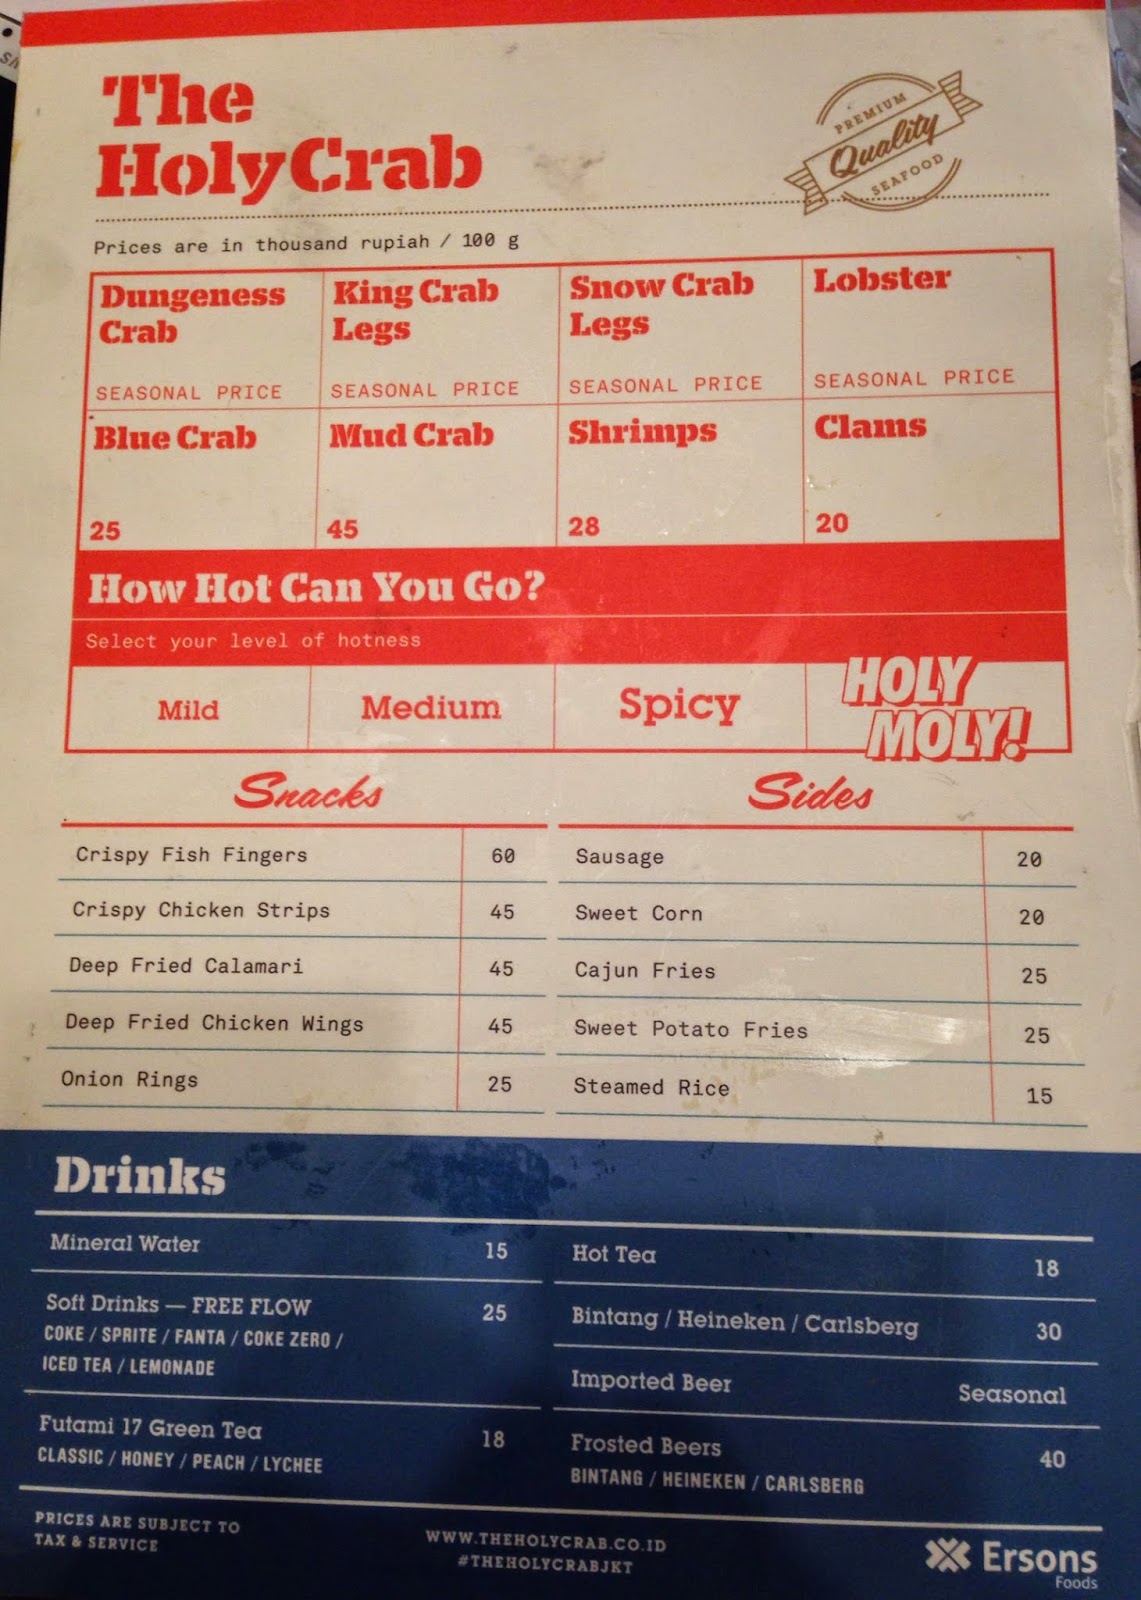 The
HolyCrab
PREMIUM
Quality
SEAFOOD
Prices are in thousand rupiah / 100 g
Dungeness
Crab
SEASONAL PRICE
King Crab
Legs
SEASONAL PRICE
Snow Crab
Legs
SEASONAL PRICE
Lobster
SEASONAL PRICE
Blue Crab
25
Mud Crab
45
Shrimps
28
Clams
20
How Hot Can You Go?
Select your level of hotness
Mild
Medium
Spicy
HOLY
MOLY!
Snacks
Crispy Fish Fingers 60
Crispy Chicken Strips 45
Deep Fried Calamari 45
Deep Fried Chicken Wings 45
Onion Rings 25
Sides
Sausage 20
Sweet Corn 20
Cajun Fries 25
Sweet Potato Fries 25
Steamed Rice 15
Drinks
Mineral Water 15
Soft Drinks — FREE FLOW 25
COKE / SPRITE / FANTA / COKE ZERO /
ICED TEA / LEMONADE
Futami 17 Green Tea 18
CLASSIC / HONEY / PEACH / LYCHEE
Hot Tea 18
Bintang / Heineken / Carlsberg 30
Imported Beer Seasonal
Frosted Beers 40
BINTANG / HEINEKEN / CARLSBERG
PRICES ARE SUBJECT TO
TAX & SERVICE
WWW.THEHOLYCRAB.CO.ID
#THEHOLYCRABJKT
Ersons
Foods